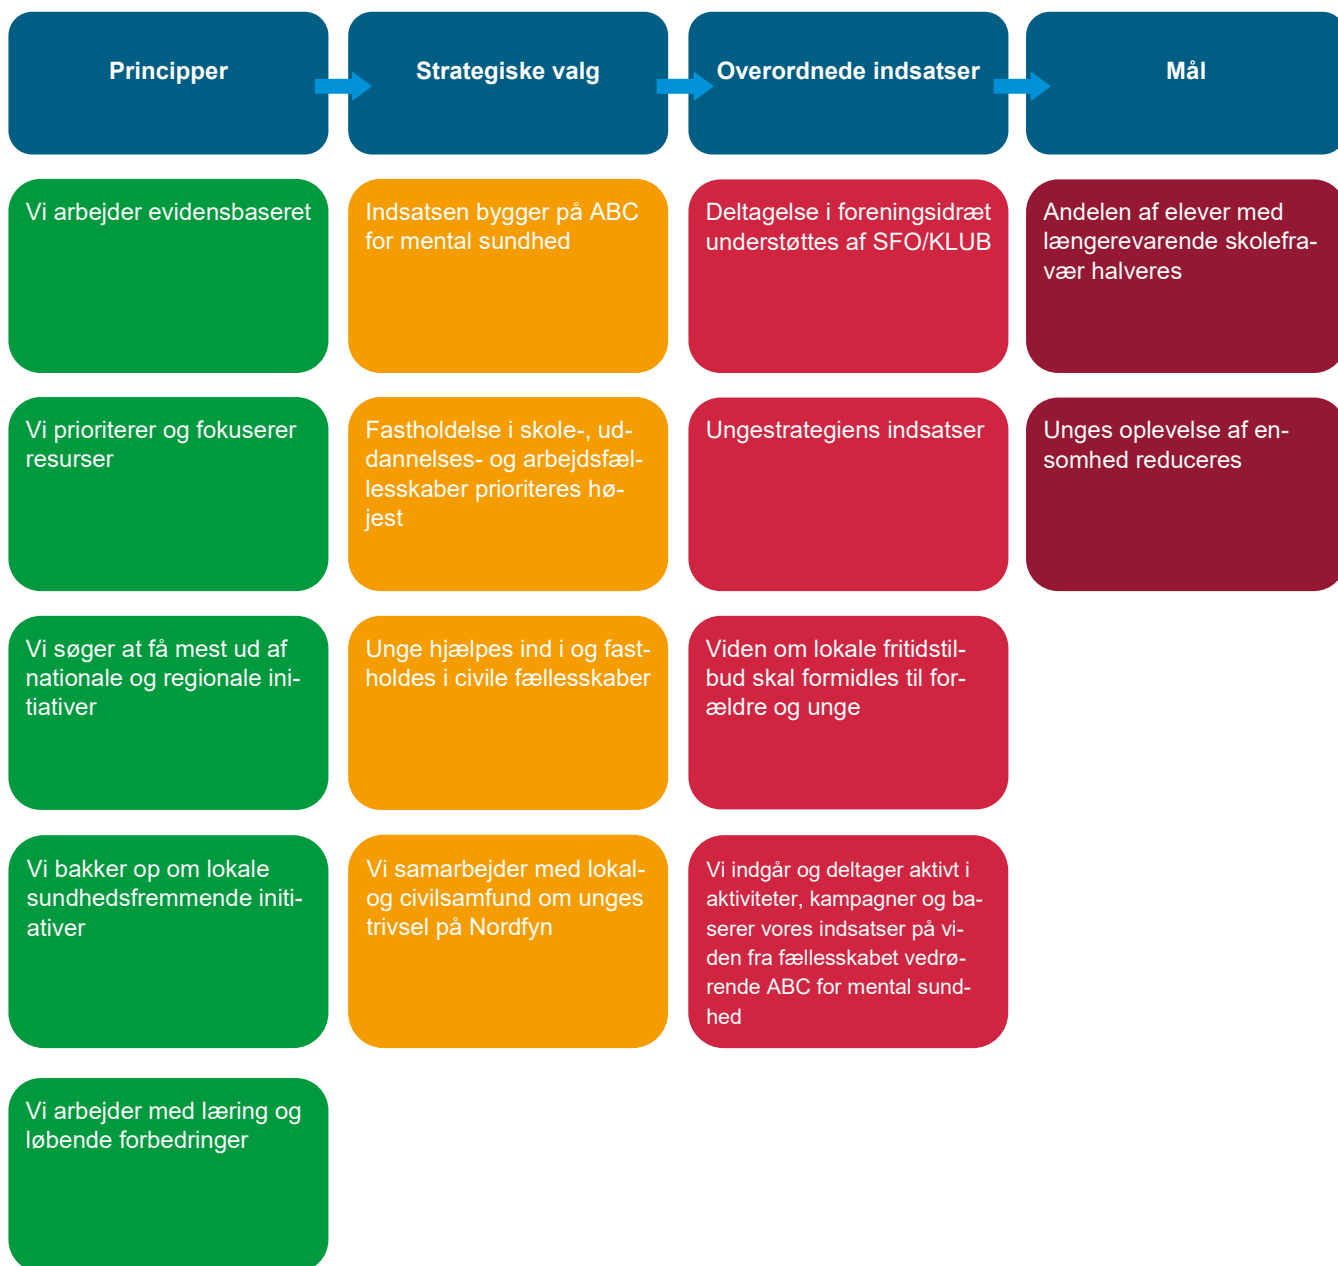 Principper
Strategiske valg
Overordnede indsatser
Mål
Vi arbejder evidensbaseret
Indsatsen bygger på ABC
for mental sundhed
Deltagelse i foreningsidræt
understøttes af SFO/KLUB
Andelen af elever med
længerevarende skolefra-
vær halveres
Vi prioriterer og fokuserer
resurser
Fastholdelse i skole-, ud-
dannelses- og arbejdsfæl-
lesskaber prioriteres hø-
jest
Ungestrategiens indsatser
Unges oplevelse af en-
somhed reduceres
Vi søger at få mest ud af
nationale og regionale ini-
tiativer
Unge hjælpes ind i og fast-
holdes i civile fællesskaber
Viden om lokale fritidstil-
bud skal formidles til for-
ældre og unge
Vi bakker op om lokale
sundhedsfremmende initi-
ativer
Vi samarbejder med lokal-
og civilsamfund om unges
trivsel på Nordfyn
Vi indgår og deltager aktivt i
aktiviteter, kampagner og ba-
serer vores indsatser på vi-
den fra fællesskabet vedrø-
rende ABC for mental sund-
hed
Vi arbejder med læring og
løbende forbedringer